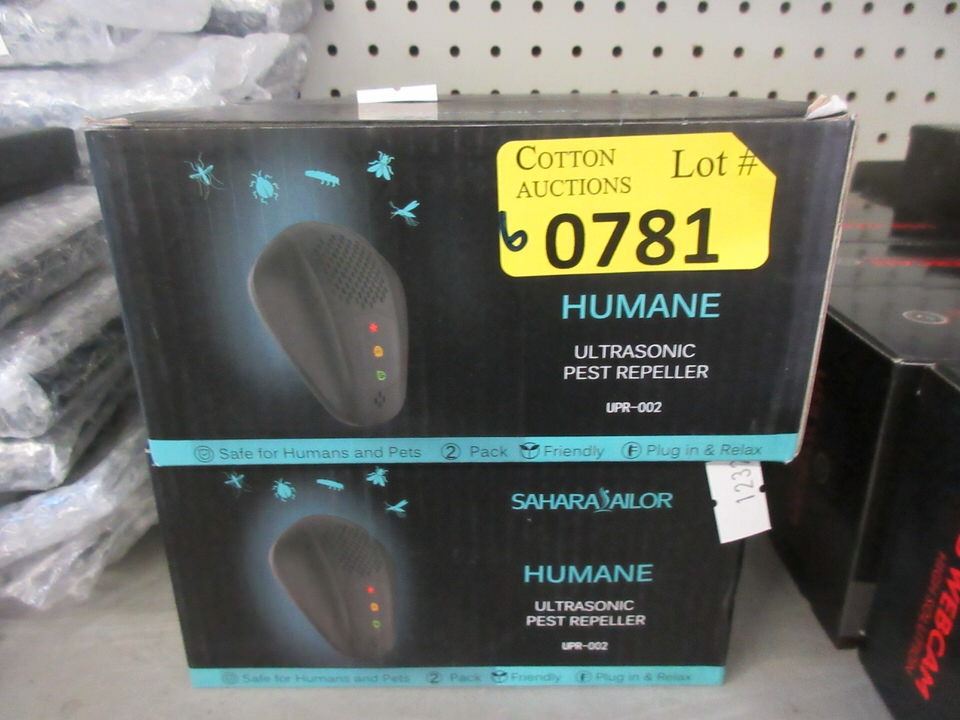 COTTON
AUCTIONS
Lot #
6 0781
HUMANE
ULTRASONIC
PEST REPELLER
UPR-002
Safe for Humans and Pets 2 Pack Friendly F Plug in & Relax
SAHARASAILOR
1232
HUMANE
ULTRASONIC
PEST REPELLER
UPR-002
Safe for Humans and Pets 2 Pack Friendly F Plug in & Relax
WEBCAM